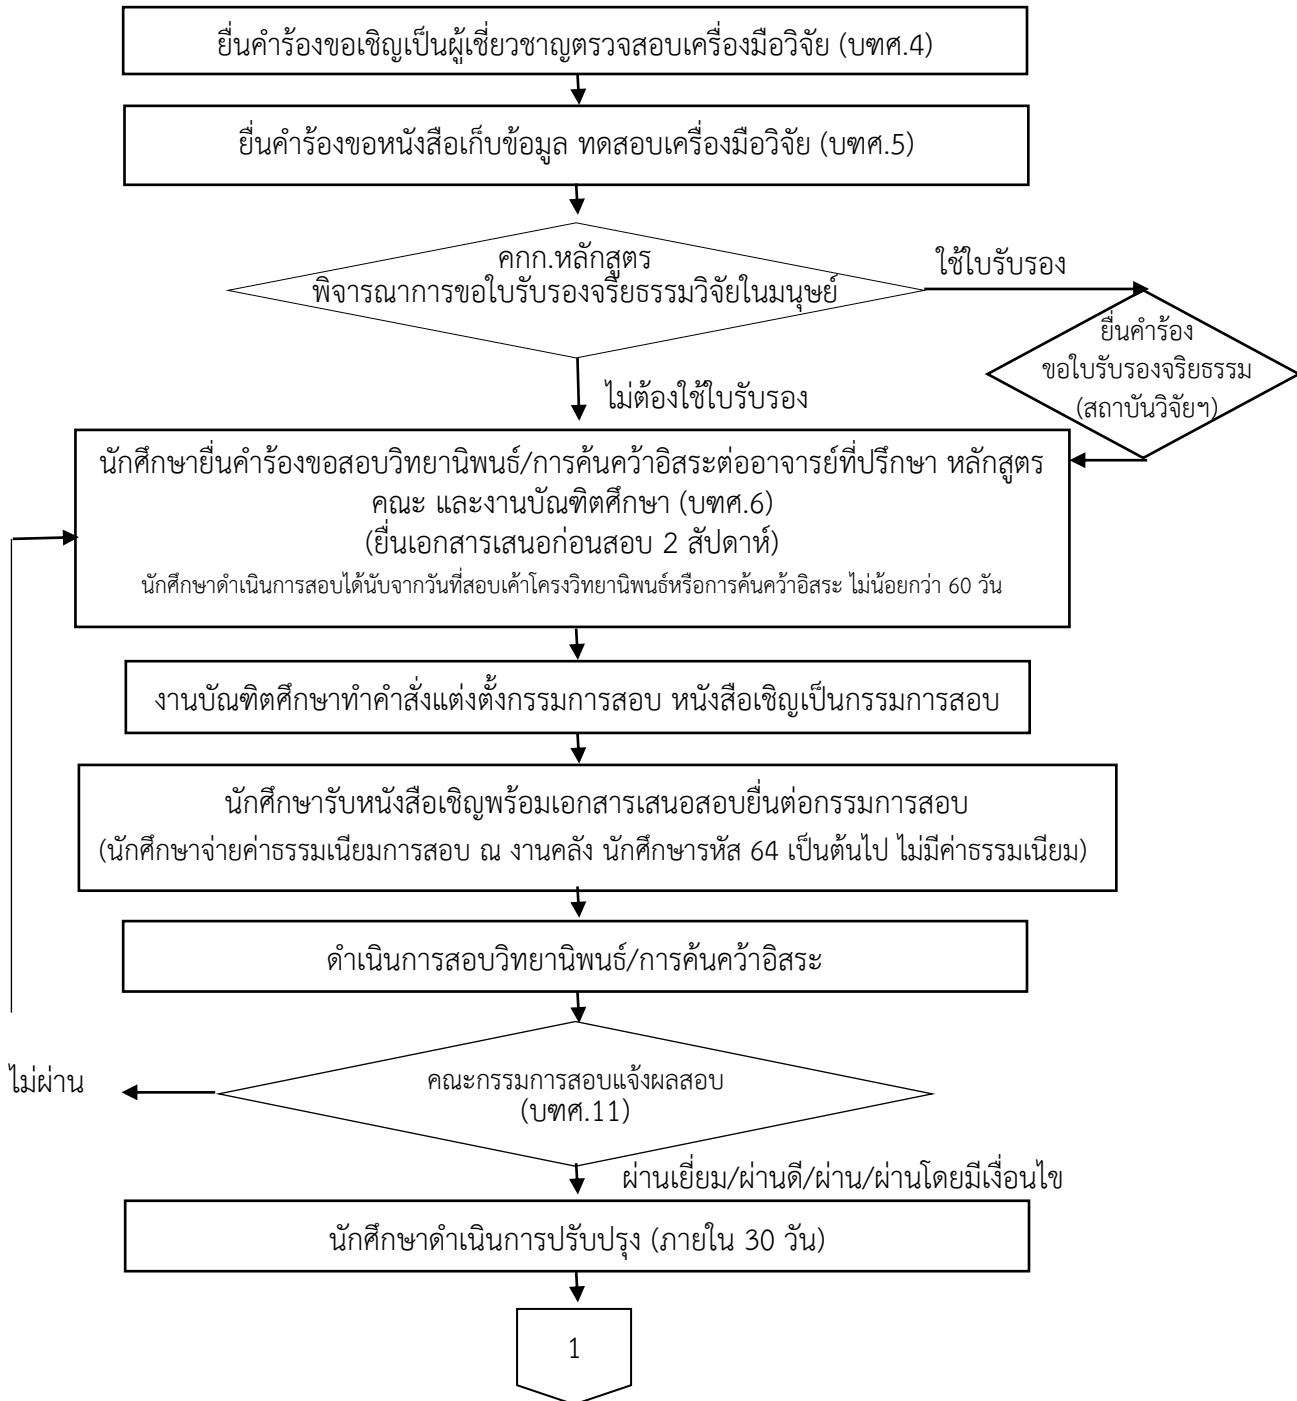 ยื่นคำร้องขอเชิญเป็นผู้เชี่ยวชาญตรวจสอบเครื่องมือวิจัย (บฑศ.4)
ยื่นคำร้องขอหนังสือเก็บข้อมูล ทดสอบเครื่องมือวิจัย (บฑศ.5)
คกก.หลักสูตร
พิจารณาการขอใบรับรองจริยธรรมวิจัยในมนุษย์
ใช้ใบรับรอง
ยื่นคำร้อง
ขอใบรับรองจริยธรรม
(สถาบันวิจัยฯ)
ไม่ต้องใช้ใบรับรอง
นักศึกษายื่นคำร้องขอสอบวิทยานิพนธ์/การค้นคว้าอิสระต่ออาจารย์ที่ปรึกษา หลักสูตร
คณะ และงานบัณฑิตศึกษา (บฑศ.6)
(ยื่นเอกสารเสนอก่อนสอบ 2 สัปดาห์)
นักศึกษาดำเนินการสอบได้นับจากวันที่สอบเค้าโครงวิทยานิพนธ์หรือการค้นคว้าอิสระ ไม่น้อยกว่า 60 วัน
งานบัณฑิตศึกษาทำคำสั่งแต่งตั้งกรรมการสอบ หนังสือเชิญเป็นกรรมการสอบ
นักศึกษารับหนังสือเชิญพร้อมเอกสารเสนอสอบยื่นต่อกรรมการสอบ
(นักศึกษาจ่ายค่าธรรมเนียมการสอบ ณ งานคลัง นักศึกษารหัส 64 เป็นต้นไป ไม่มีค่าธรรมเนียม)
ดำเนินการสอบวิทยานิพนธ์/การค้นคว้าอิสระ
ไม่ผ่าน
คณะกรรมการสอบแจ้งผลสอบ
(บฑศ.11)
ผ่านเยี่ยม/ผ่านดี/ผ่าน/ผ่านโดยมีเงื่อนไข
นักศึกษาดำเนินการปรับปรุง (ภายใน 30 วัน)
1